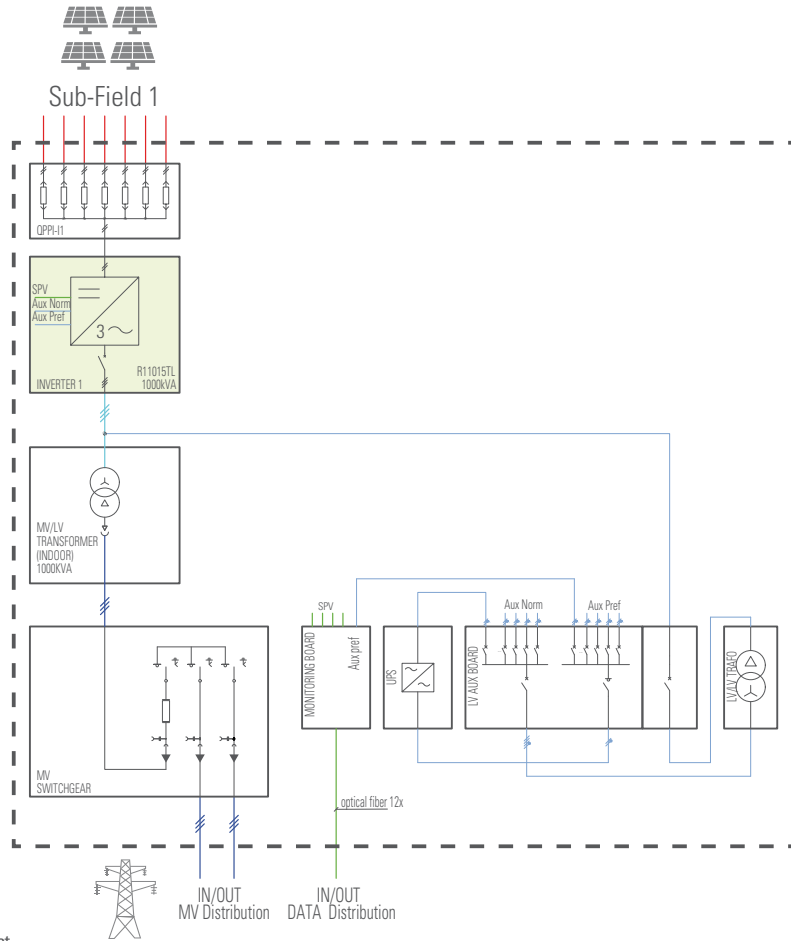 Sub-Field 1
QPPI-I1
SPV
Aux Norm
Aux Pref
3
R11015TL
INVERTER 1
1000kVA
MV/LV
TRANSFORMER
(INDOOR)
1000KVA
SPV
Aux Norm
Aux Pref
MONITORING BOARD
Aux pref
UPS
LV AUX BOARD
LV/LV TRAFO
MV
SWITCHGEAR
optical fiber 12x
IN/OUT
MV Distribution
IN/OUT
DATA Distribution